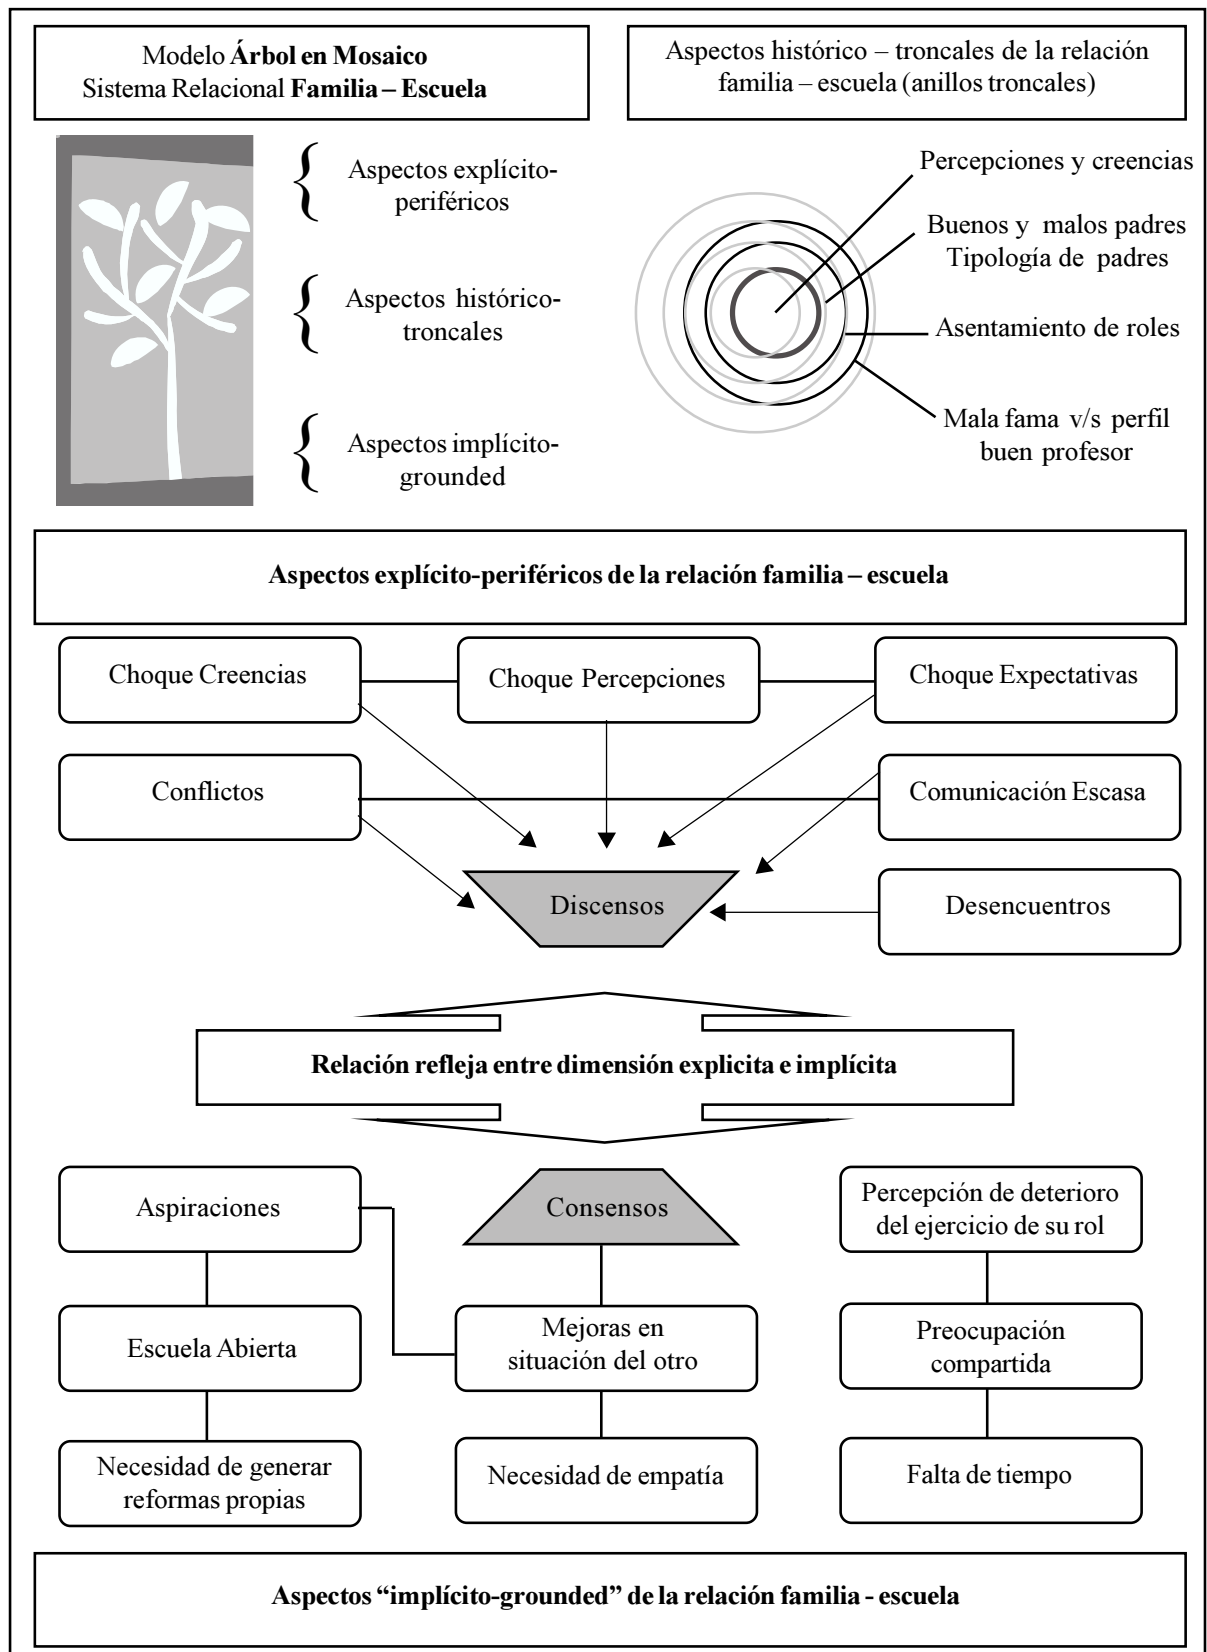 Modelo Árbol en Mosaico
Sistema Relacional Familia – Escuela
Aspectos histórico – troncales de la relación
familia – escuela (anillos troncales)
Aspectos explícito-
periféricos
Aspectos histórico-
troncales
Aspectos implícito-
grounded
Percepciones y creencias
Buenos y malos padres
Tipología de padres
Asentamiento de roles
Mala fama v/s perfil
buen profesor
Aspectos explícito-periféricos de la relación familia – escuela
Choque Creencias
Choque Percepciones
Choque Expectativas
Conflictos
Comunicación Escasa
Discensos
Desencuentros
Relación refleja entre dimensión explicita e implícita
Aspiraciones
Consensos
Percepción de deterioro
del ejercicio de su rol
Escuela Abierta
Mejoras en
situación del otro
Preocupación
compartida
Necesidad de generar
reformas propias
Necesidad de empatía
Falta de tiempo
Aspectos “implícito-grounded” de la relación familia - escuela